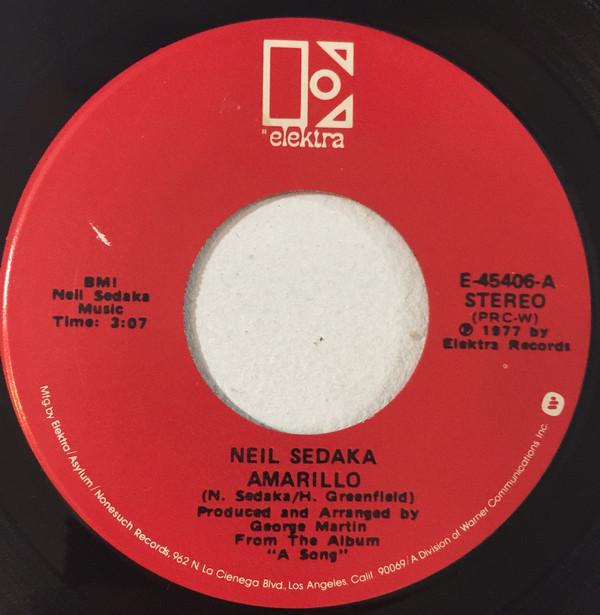 elektra
BMI
Neil Sedaka
Music
Time: 3:07
E-45406-A
STEREO
(PRC-W)
℗ 1977 by
Elektra Records
NEIL SEDAKA
AMARILLO
(N. Sedaka/H. Greenfield)
Produced and Arranged by
George Martin
From The Album
"A Song"
Mfg. by Elektra/Asylum/Nonesuch Records, 962 N. La Cienega Blvd., Los Angeles, Calif. 90069/A Division of Warner Communications Inc.